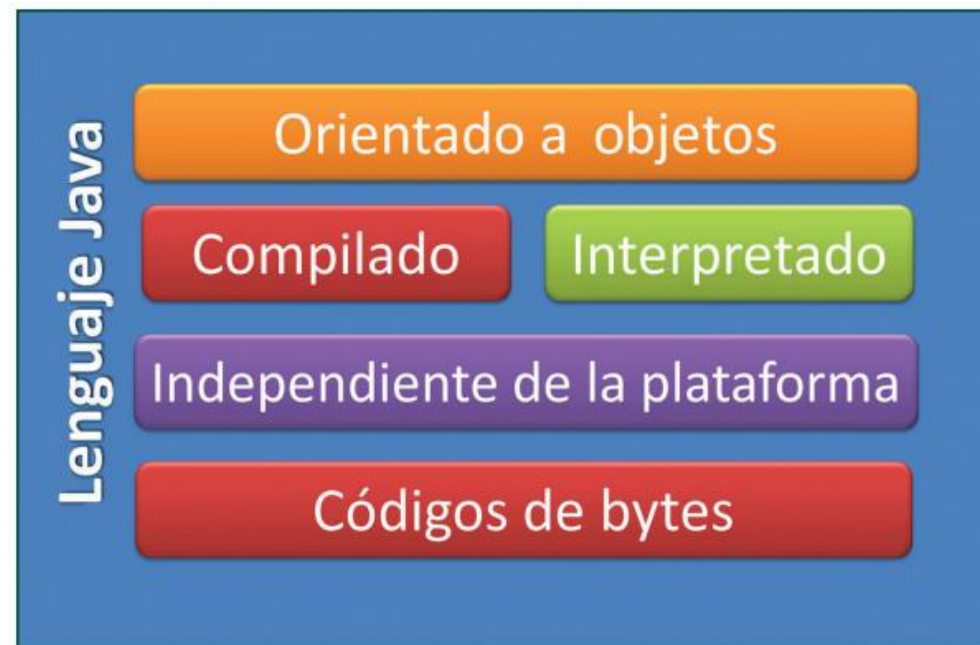 Lenguaje Java
Orientado a objetos
Compilado
Interpretado
Independiente de la plataforma
Códigos de bytes